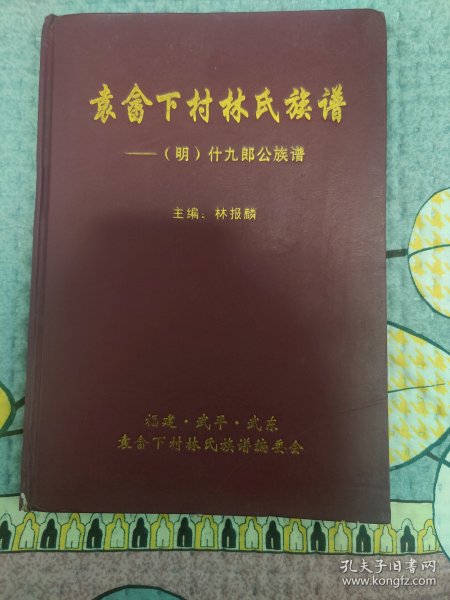 袁畲下村林氏族谱
——（明）什九郎公族谱
主编：林报麟
福建·武平·武东
袁畲下村林氏族谱编委会
孔夫子旧书网
www.kongfz.com